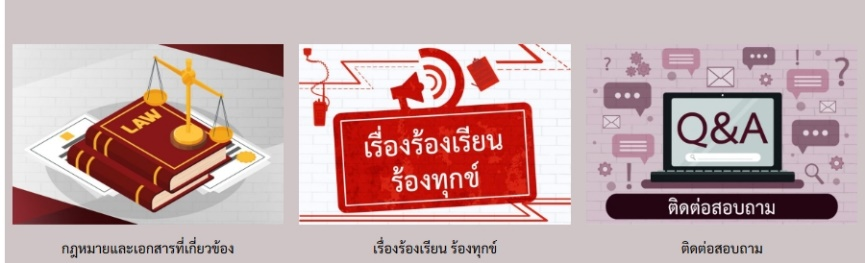 LAW
กฎหมายและเอกสารที่เกี่ยวข้อง
เรื่องร้องเรียน
ร้องทุกข์
เรื่องร้องเรียน ร้องทุกข์
? ! ?
Q&A
!
ติดต่อสอบถาม
ติดต่อสอบถาม